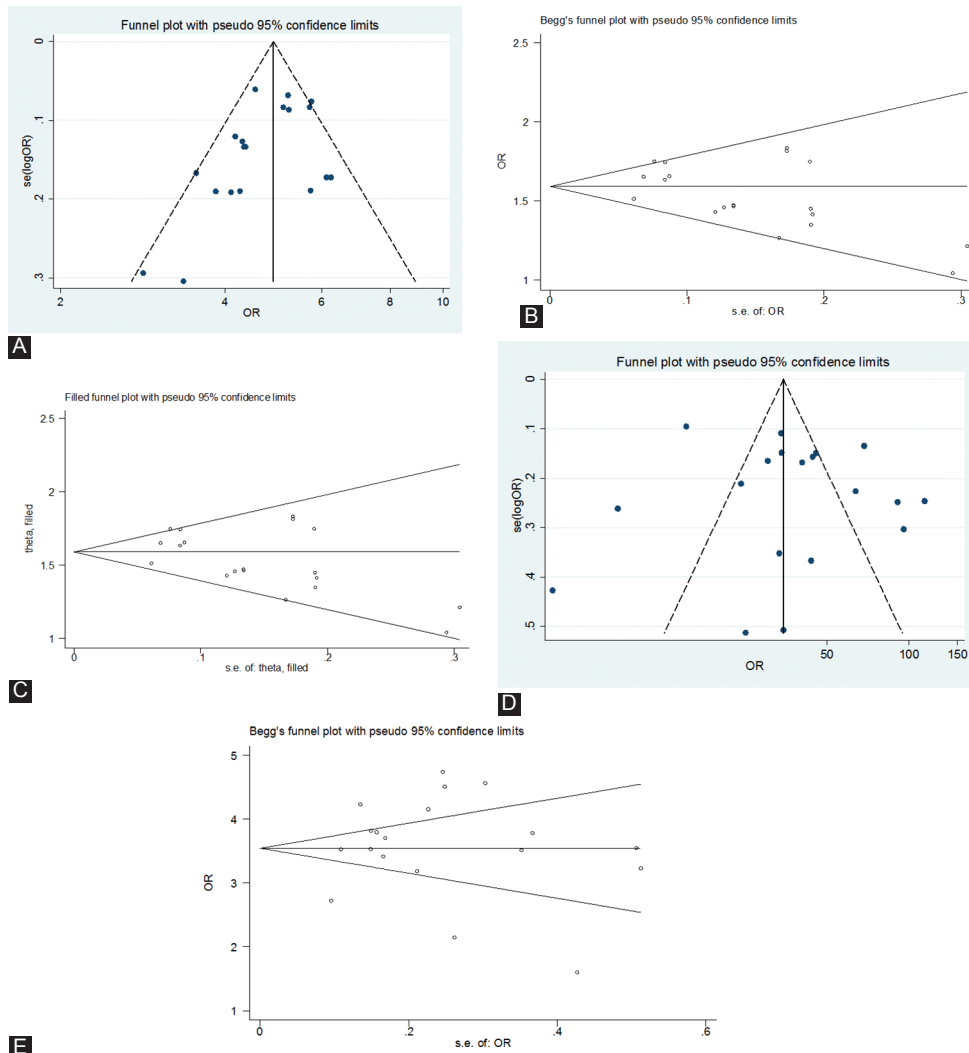 Funnel plot with pseudo 95% confidence limits
0
.1
.2
.3
se(logOR)
2
4
6
8
10
OR
A
Begg's funnel plot with pseudo 95% confidence limits
2.5
2
1.5
1
OR
0
.1
.2
.3
s.e. of: OR
B
Filled funnel plot with pseudo 95% confidence limits
2.5
2
1.5
1
theta, filled
0
.1
.2
.3
s.e. of: theta, filled
C
Funnel plot with pseudo 95% confidence limits
0
.1
.2
.3
.4
.5
se(logOR)
50
100
150
OR
D
Begg's funnel plot with pseudo 95% confidence limits
5
4
3
2
1
OR
0
.2
.4
.6
s.e. of: OR
E